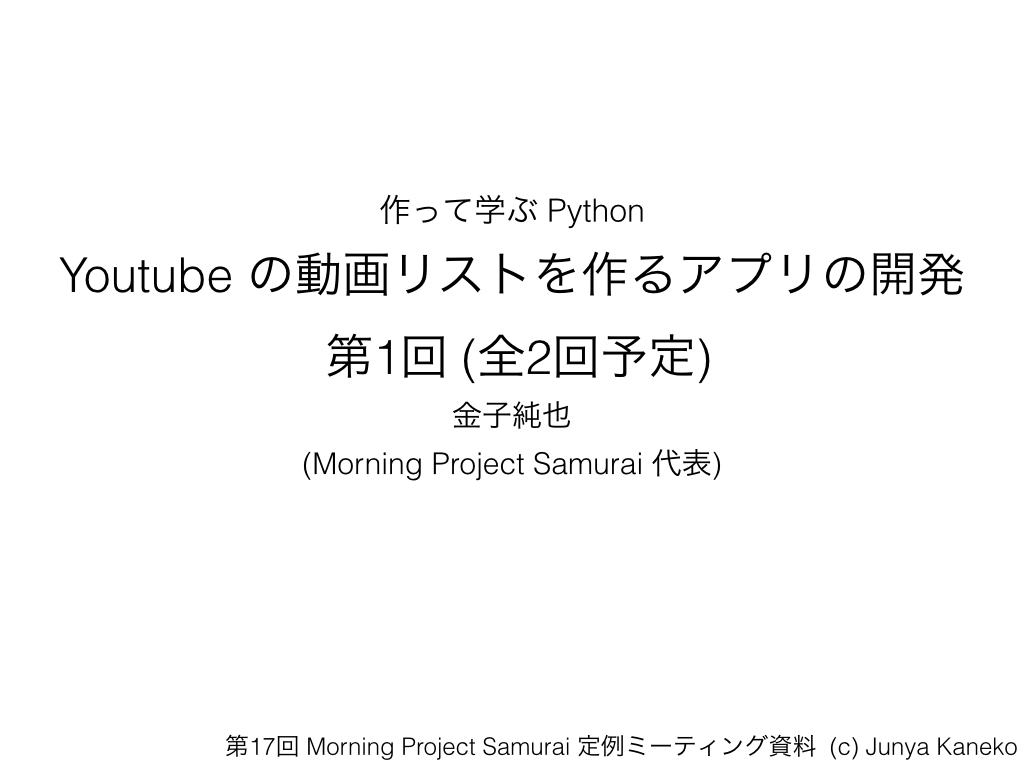 作って学ぶ Python
Youtube の動画リストを作るアプリの開発
第1回 (全2回予定)
金子純也
(Morning Project Samurai 代表)
第17回 Morning Project Samurai 定例ミーティング資料 (c) Junya Kaneko